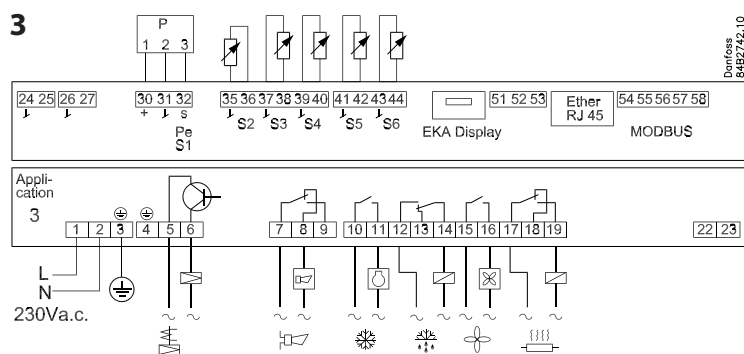 3
P
1 2 3
Danfoss
84B2742.10
24 25 26 27 30 31 32 35 36 37 38 39 40 41 42 43 44 51 52 53 54 55 56 57 58
+ s
Pe
S1
S2 S3 S4 S5 S6
EKA Display
Ether
RJ 45
MODBUS
Appli-
cation
3
1 2 3 4 5 6 7 8 9 10 11 12 13 14 15 16 17 18 19 22 23
L
N
230Va.c.